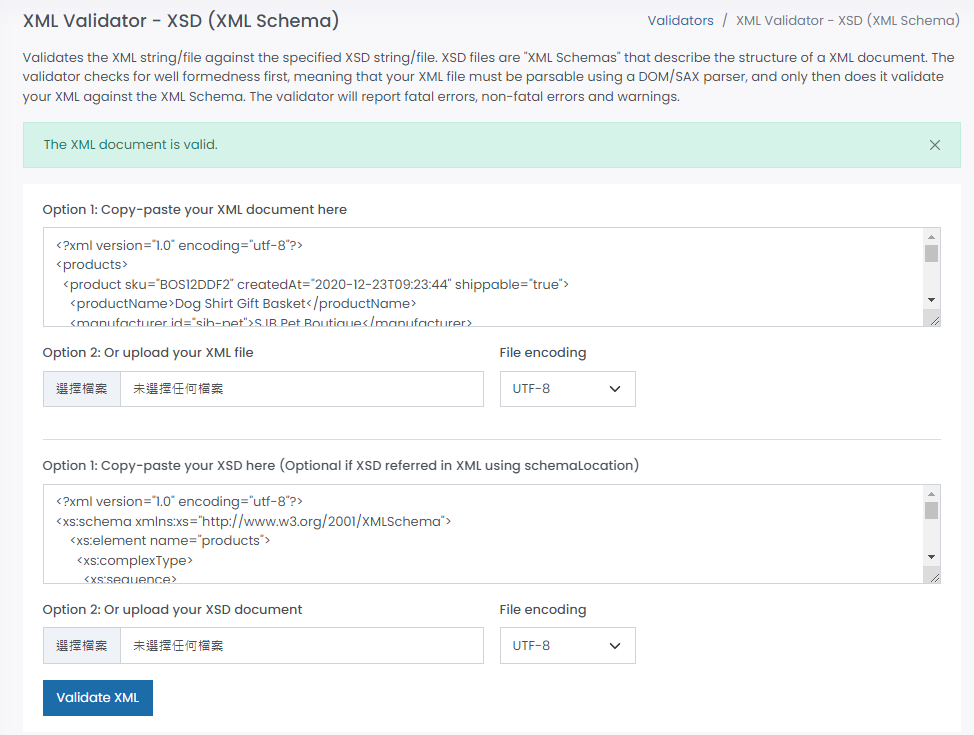 XML Validator - XSD (XML Schema)
Validators / XML Validator - XSD (XML Schema)
Validates the XML string/file against the specified XSD string/file. XSD files are "XML Schemas" that describe the structure of a XML document. The
validator checks for well formedness first, meaning that your XML file must be parsable using a DOM/SAX parser, and only then does it validate
your XML against the XML Schema. The validator will report fatal errors, non-fatal errors and warnings.
The XML document is valid.
Option 1: Copy-paste your XML document here
<?xml version="1.0" encoding="utf-8"?>
<products>
<product sku="BOS12DDF2" createdAt="2020-12-23T09:23:44" shippable="true">
<productName>Dog Shirt Gift Basket</productName>
<manufacturer id="sjb-pet">SJB Pet Boutique</manufacturer>
Option 2: Or upload your XML file
File encoding
選擇檔案 未選擇任何檔案
UTF-8
Option 1: Copy-paste your XSD here (Optional if XSD referred in XML using schemaLocation)
<?xml version="1.0" encoding="utf-8"?>
<xs:schema xmlns:xs="http://www.w3.org/2001/XMLSchema">
<xs:element name="products">
<xs:complexType>
<xs:sequence>
Option 2: Or upload your XSD document
File encoding
選擇檔案 未選擇任何檔案
UTF-8
Validate XML